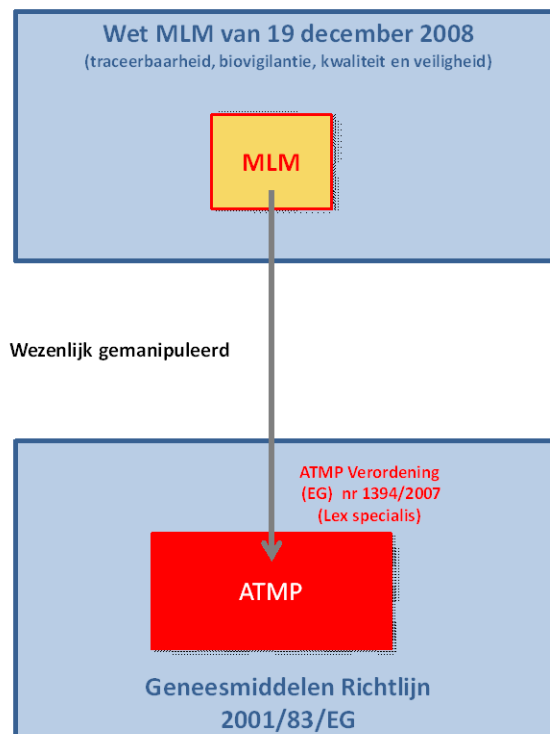 Wet MLM van 19 december 2008
(traceerbaarheid, biovigilantie, kwaliteit en veiligheid)
MLM
Wezenlijk gemanipuleerd
ATMP Verordening
(EG) nr 1394/2007
(Lex specialis)
ATMP
Geneesmiddelen Richtlijn
2001/83/EG